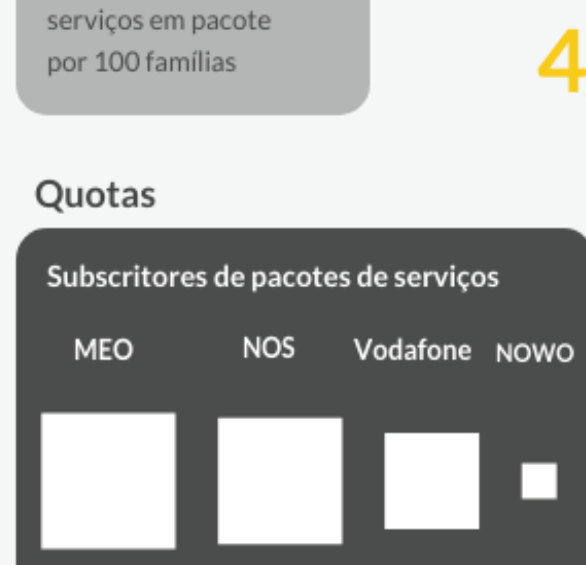 serviços em pacote
por 100 famílias
4
Quotas
Subscritores de pacotes de serviços
MEO NOS Vodafone NOWO